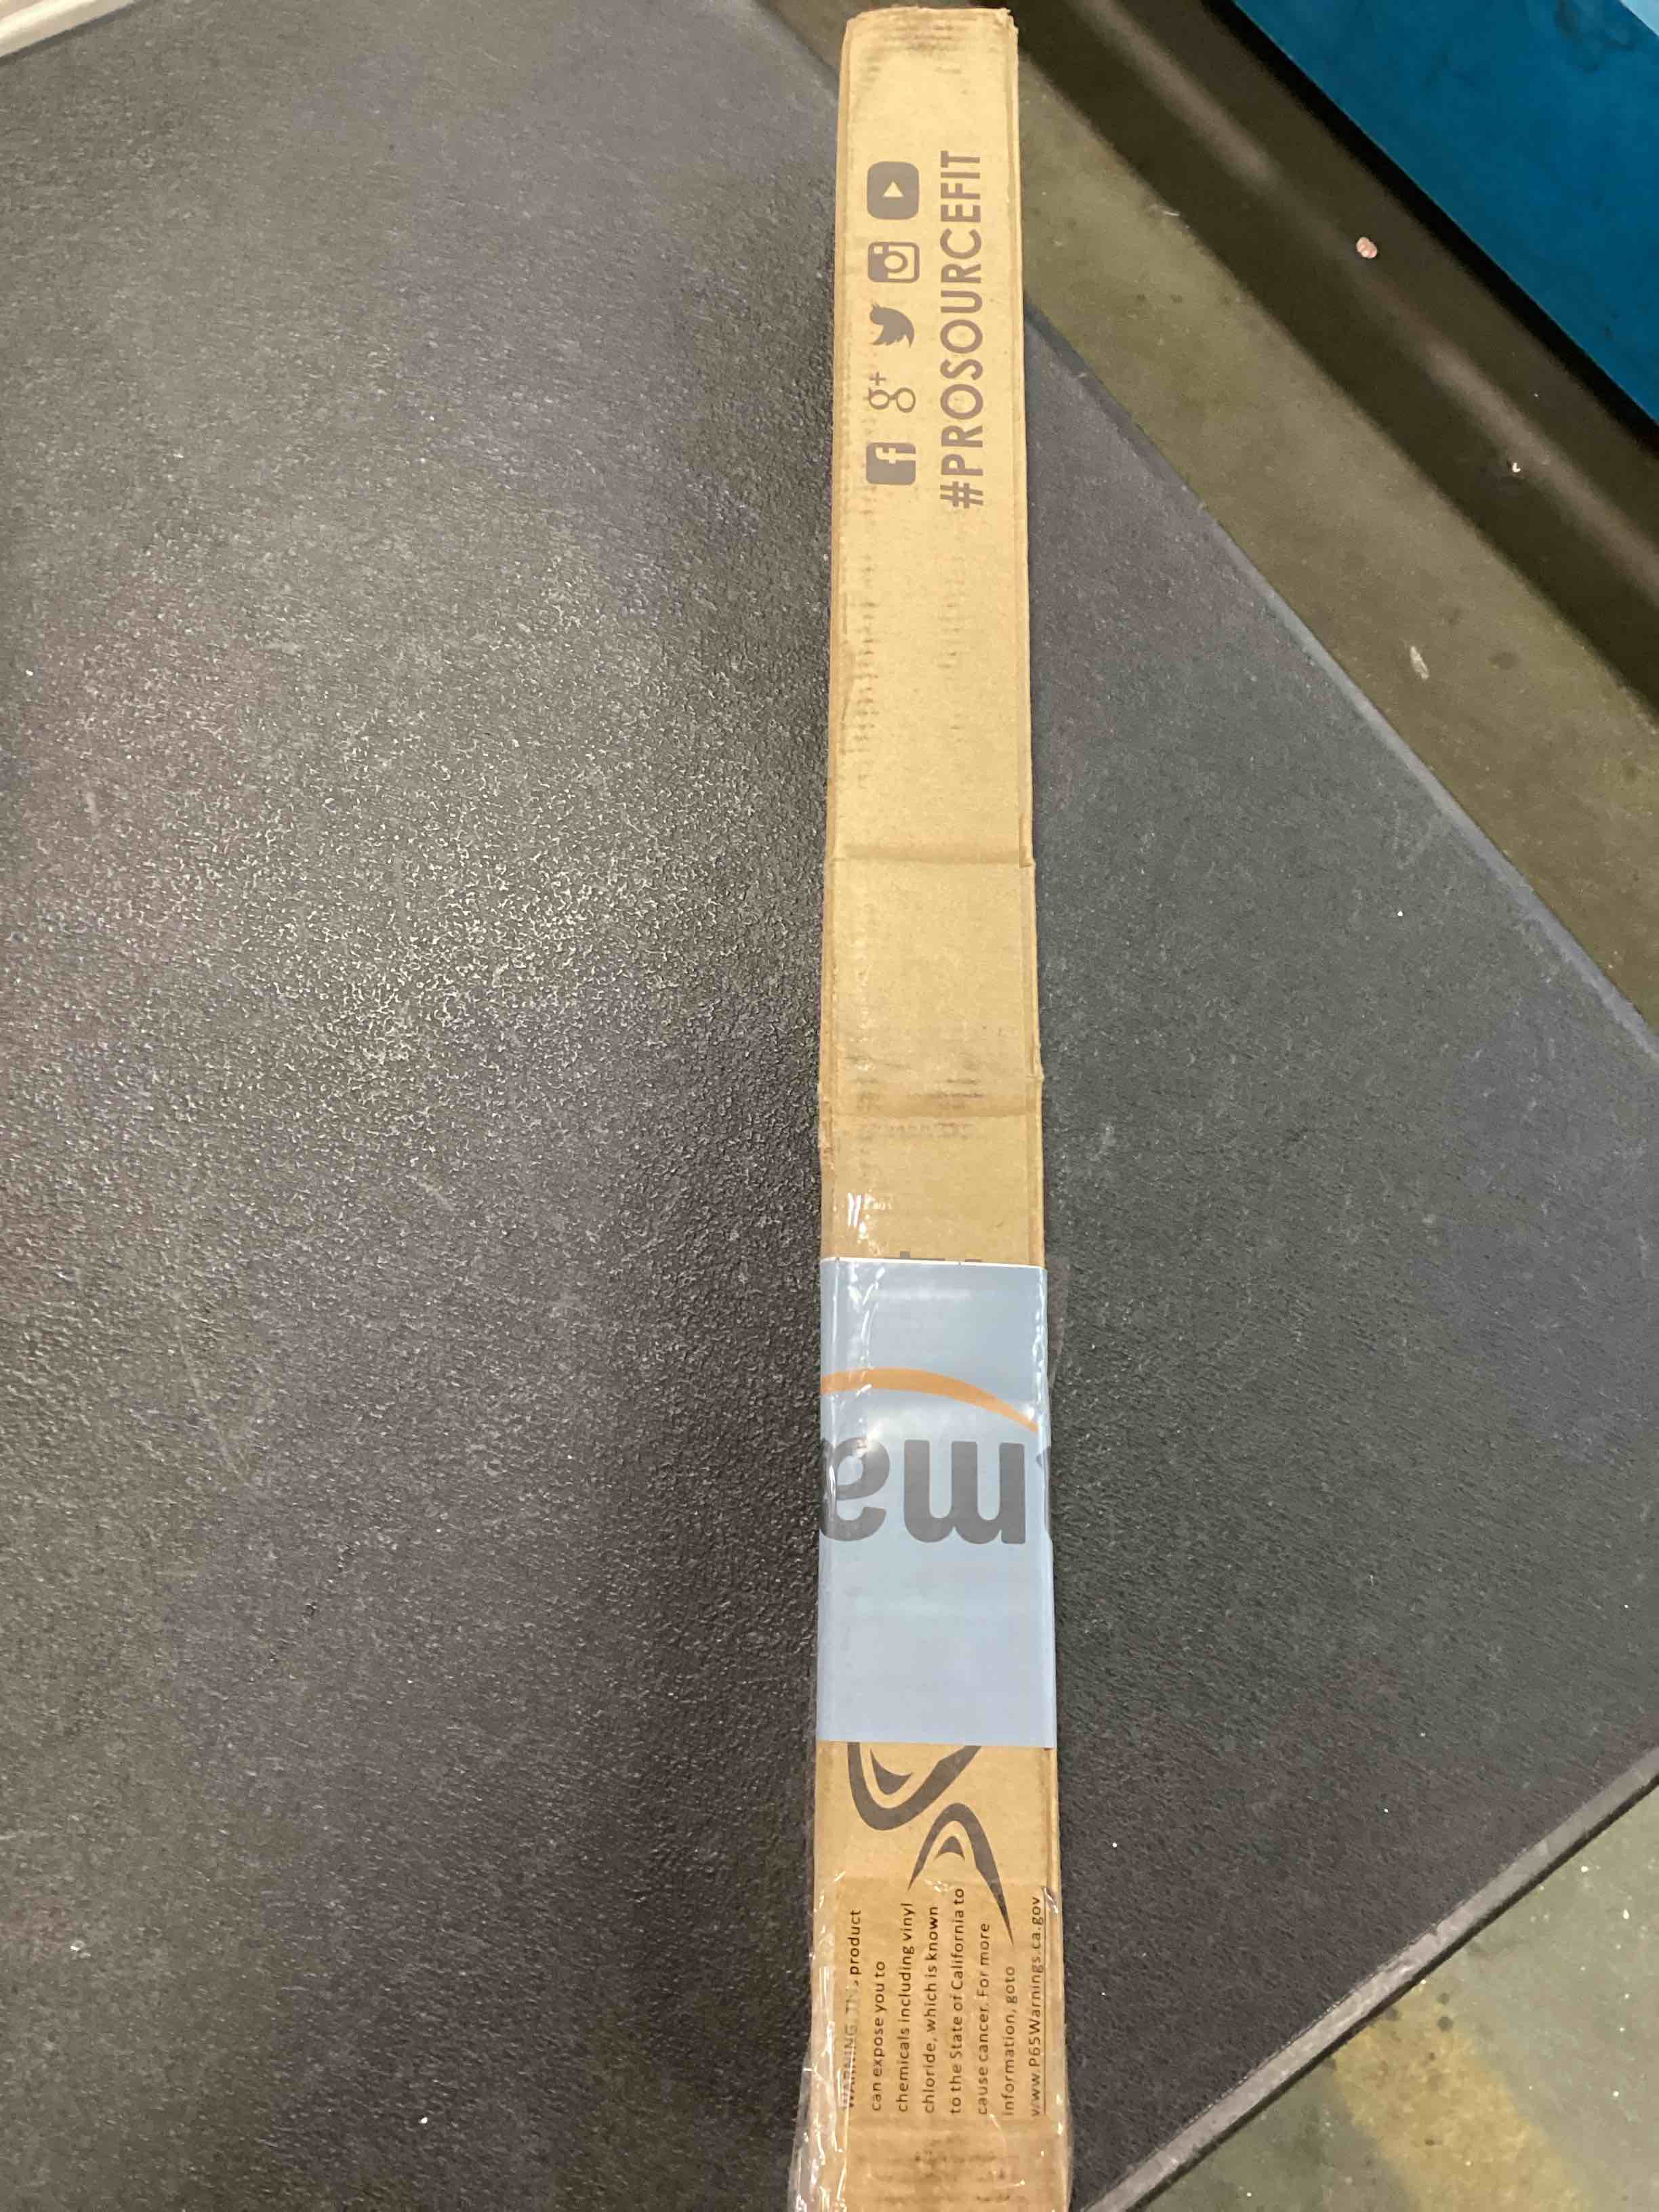 #PROSOURCEFIT
ma
WARNING: This product
can expose you to
chemicals including vinyl
chloride, which is known
to the State of California to
cause cancer. For more
information, goto
www.P65Warnings.ca.gov